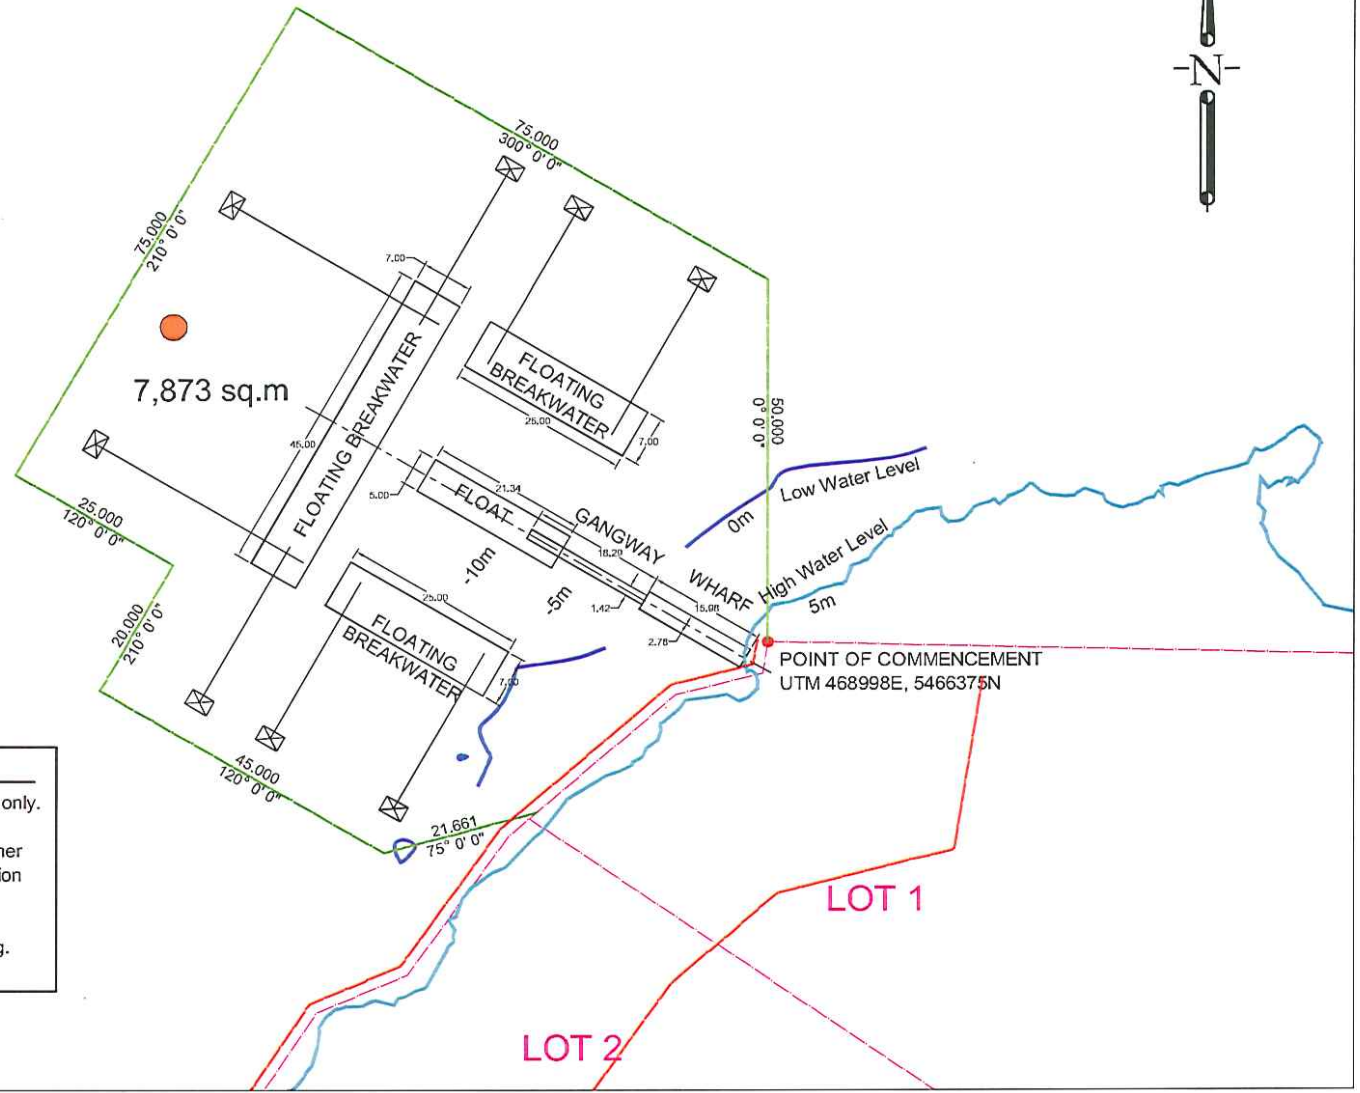 -N-
75.000
300° 0' 0"
75.000
210° 0' 0"
7.00
7,873 sq.m
FLOATING BREAKWATER
45.00
FLOATING
BREAKWATER
25.00
7.00
50.000
0° 0' 0"
Low Water Level
0m
5.00
21.34
FLOAT
GANGWAY
18.29
WHARF
High Water Level
5m
-10m
-5m
1.42
15.08
2.78
25.000
120° 0' 0"
20.000
210° 0' 0"
25.00
FLOATING
BREAKWATER
7.00
POINT OF COMMENCEMENT
UTM 468998E, 5466375N
45.000
120° 0' 0"
21.661
75° 0' 0"
only.
LOT 1
LOT 2